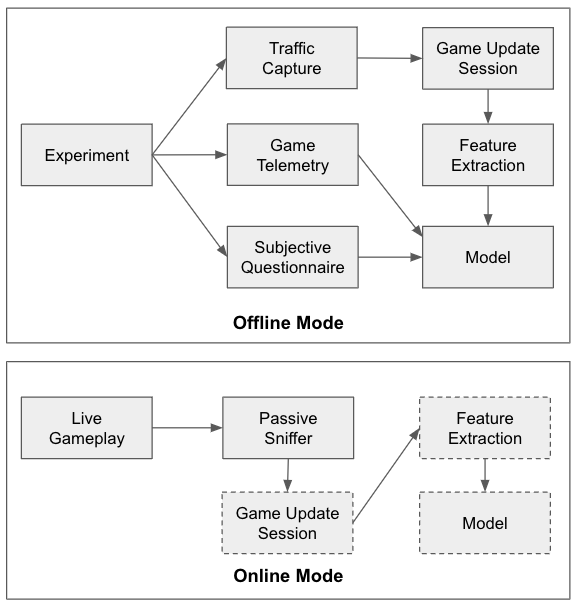 Traffic
Capture
Game Update
Session
Experiment
Game
Telemetry
Feature
Extraction
Subjective
Questionnaire
Model
Offline Mode
Live
Gameplay
Passive
Sniffer
Feature
Extraction
Game Update
Session
Model
Online Mode